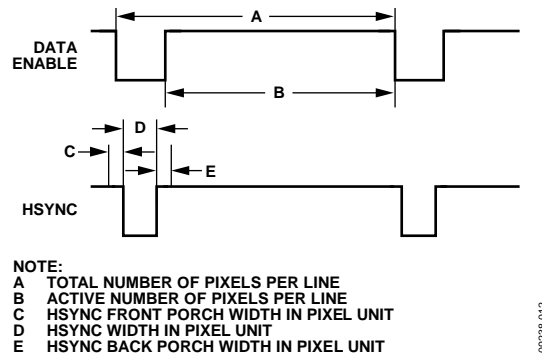 A
DATA
ENABLE
B
D
C
E
HSYNC
NOTE:
A TOTAL NUMBER OF PIXELS PER LINE
B ACTIVE NUMBER OF PIXELS PER LINE
C HSYNC FRONT PORCH WIDTH IN PIXEL UNIT
D HSYNC WIDTH IN PIXEL UNIT
E HSYNC BACK PORCH WIDTH IN PIXEL UNIT